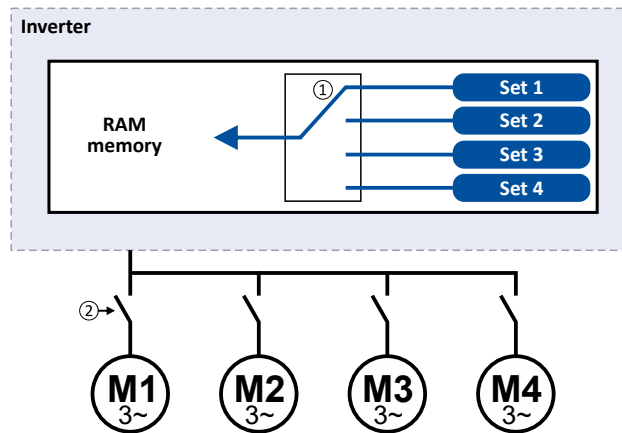 Inverter
①
Set 1
RAM
memory
Set 2
Set 3
Set 4
②
M1
3~
M2
3~
M3
3~
M4
3~